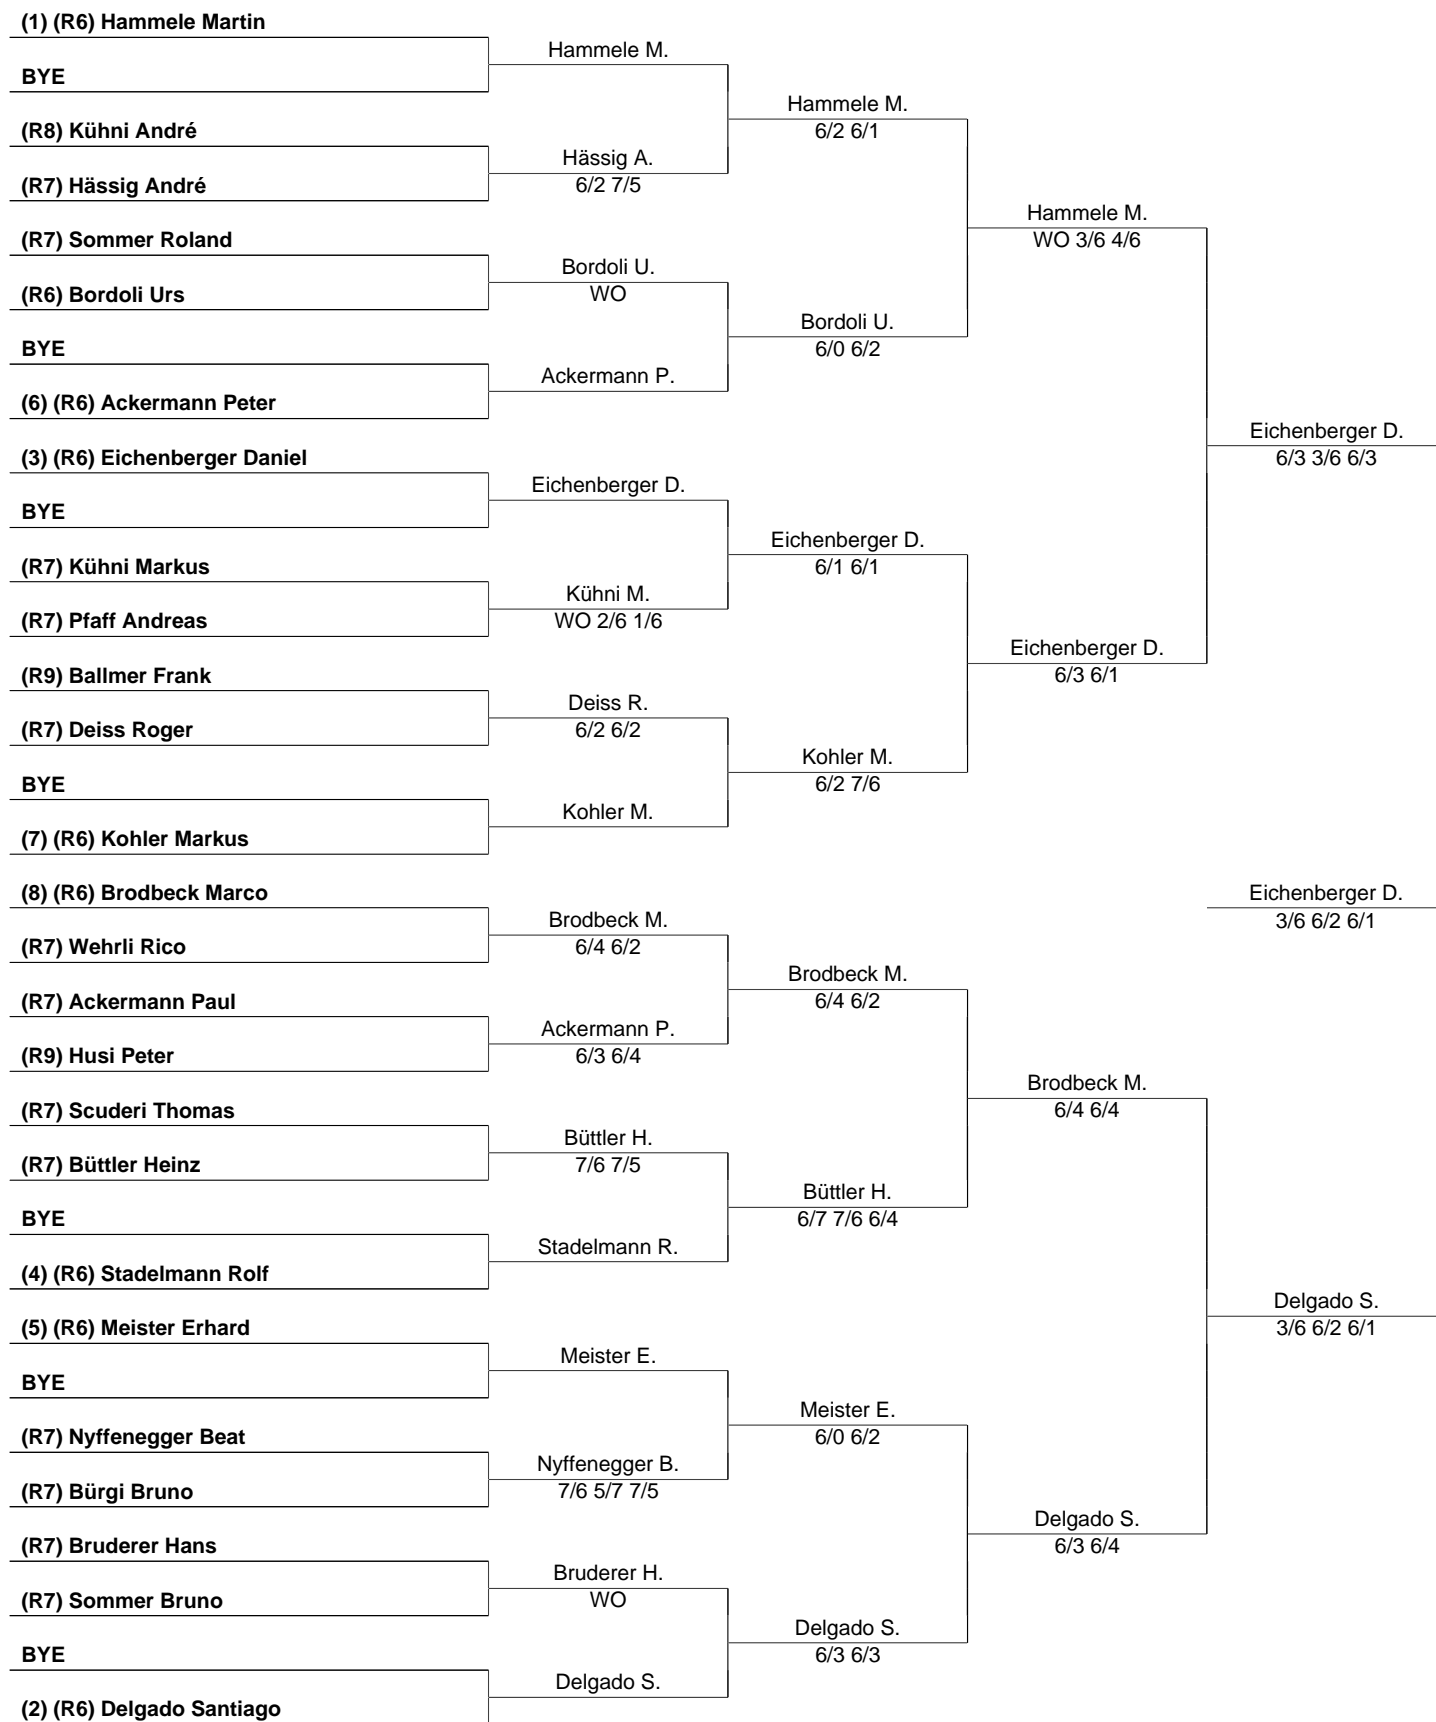 (1) (R6) Hammele Martin
Hammele M.
BYE
Hammele M.
6/2 6/1
(R8) Kühni André
Hässig A.
6/2 7/5
(R7) Hässig André
Hammele M.
WO 3/6 4/6
(R7) Sommer Roland
Bordoli U.
WO
(R6) Bordoli Urs
Bordoli U.
6/0 6/2
BYE
Ackermann P.
(6) (R6) Ackermann Peter
Eichenberger D.
6/3 3/6 6/3
(3) (R6) Eichenberger Daniel
Eichenberger D.
BYE
Eichenberger D.
6/1 6/1
(R7) Kühni Markus
Kühni M.
WO 2/6 1/6
(R7) Pfaff Andreas
Eichenberger D.
6/3 6/1
(R9) Ballmer Frank
Deiss R.
6/2 6/2
(R7) Deiss Roger
Kohler M.
6/2 7/6
BYE
Kohler M.
(7) (R6) Kohler Markus
(8) (R6) Brodbeck Marco
Eichenberger D.
3/6 6/2 6/1
Brodbeck M.
6/4 6/2
(R7) Wehrli Rico
Brodbeck M.
6/4 6/2
(R7) Ackermann Paul
Ackermann P.
6/3 6/4
(R9) Husi Peter
Brodbeck M.
6/4 6/4
(R7) Scuderi Thomas
Büttler H.
7/6 7/5
(R7) Büttler Heinz
Büttler H.
6/7 7/6 6/4
BYE
Stadelmann R.
(4) (R6) Stadelmann Rolf
Delgado S.
3/6 6/2 6/1
(5) (R6) Meister Erhard
Meister E.
BYE
Meister E.
6/0 6/2
(R7) Nyffenegger Beat
Nyffenegger B.
7/6 5/7 7/5
(R7) Bürgi Bruno
Delgado S.
6/3 6/4
(R7) Bruderer Hans
Bruderer H.
WO
(R7) Sommer Bruno
Delgado S.
6/3 6/3
BYE
Delgado S.
(2) (R6) Delgado Santiago